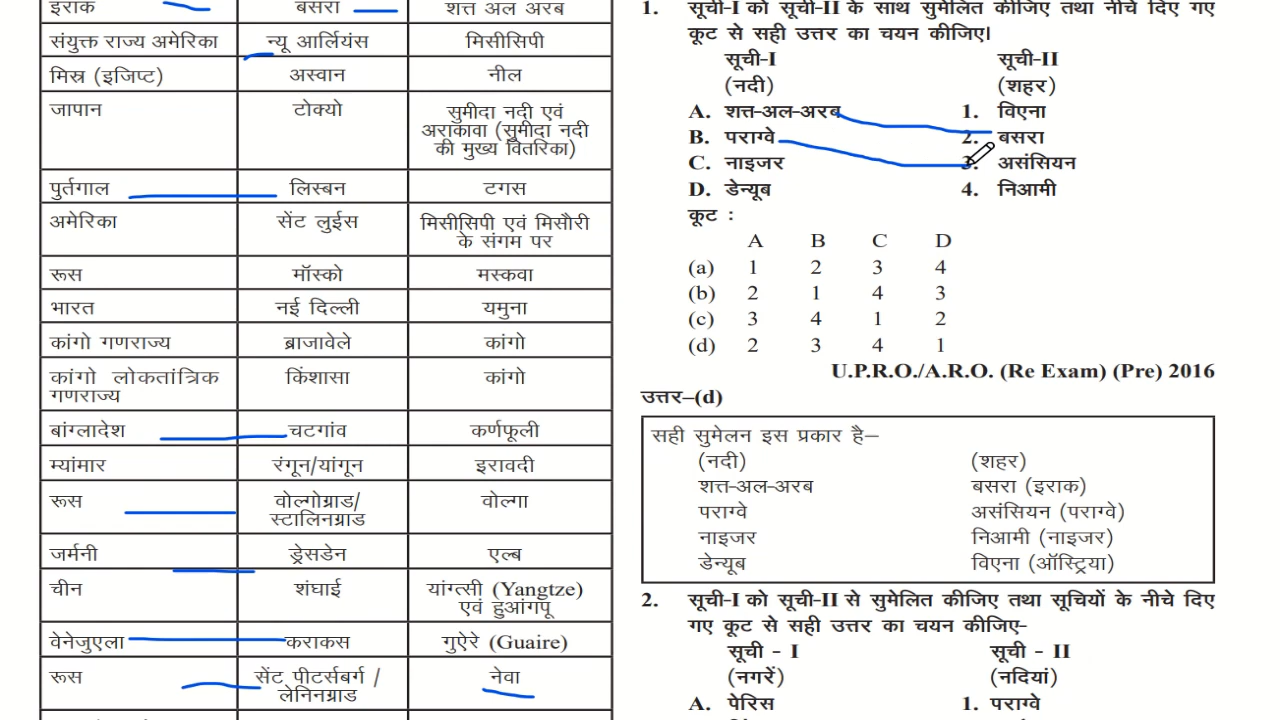 इराक बसरा शत्त अल अरब
संयुक्त राज्य अमेरिका न्यू आर्लियंस मिसीसिपी
मिस्र (इजिप्ट) अस्वान नील
जापान टोक्यो सुमीदा नदी एवं
अराकावा (सुमीदा नदी
की मुख्य वितरिका)
पुर्तगाल लिस्बन टगस
अमेरिका सेंट लुईस मिसीसिपी एवं मिसौरी
के संगम पर
रूस मॉस्को मस्कवा
भारत नई दिल्ली यमुना
कांगो गणराज्य ब्राजावेले कांगो
कांगो लोकतांत्रिक
गणराज्य किंशासा कांगो
बांग्लादेश चटगांव कर्णफूली
म्यांमार रंगून/यांगून इरावदी
रूस वोल्गोग्राड/
स्टालिनग्राड वोल्गा
जर्मनी ड्रेसडेन एल्ब
चीन शंघाई यांग्त्सी (Yangtze)
एवं हुआंगपू
वेनेजुएला कराकस गुऐरे (Guaire)
रूस सेंट पीटर्सबर्ग /
लेनिनग्राड नेवा
1. सूची-I को सूची-II के साथ सुमेलित कीजिए तथा नीचे दिए गए
कूट से सही उत्तर का चयन कीजिए।
सूची-I सूची-II
(नदी) (शहर)
A. शत्त-अल-अरब 1. विएना
B. पराग्वे 2. बसरा
C. नाइजर 3. असंसियन
D. डेन्यूब 4. निआमी
कूट :
A B C D
(a) 1 2 3 4
(b) 2 1 4 3
(c) 3 4 1 2
(d) 2 3 4 1
U.P.R.O./A.R.O. (Re Exam) (Pre) 2016
उत्तर–(d)
सही सुमेलन इस प्रकार है–
(नदी) (शहर)
शत्त-अल-अरब बसरा (इराक)
पराग्वे असंसियन (पराग्वे)
नाइजर निआमी (नाइजर)
डेन्यूब विएना (ऑस्ट्रिया)
2. सूची-I को सूची-II से सुमेलित कीजिए तथा सूचियों के नीचे दिए
गए कूट से सही उत्तर का चयन कीजिए-
सूची - I सूची - II
(नगरें) (नदियां)
A. पेरिस 1. पराग्वे